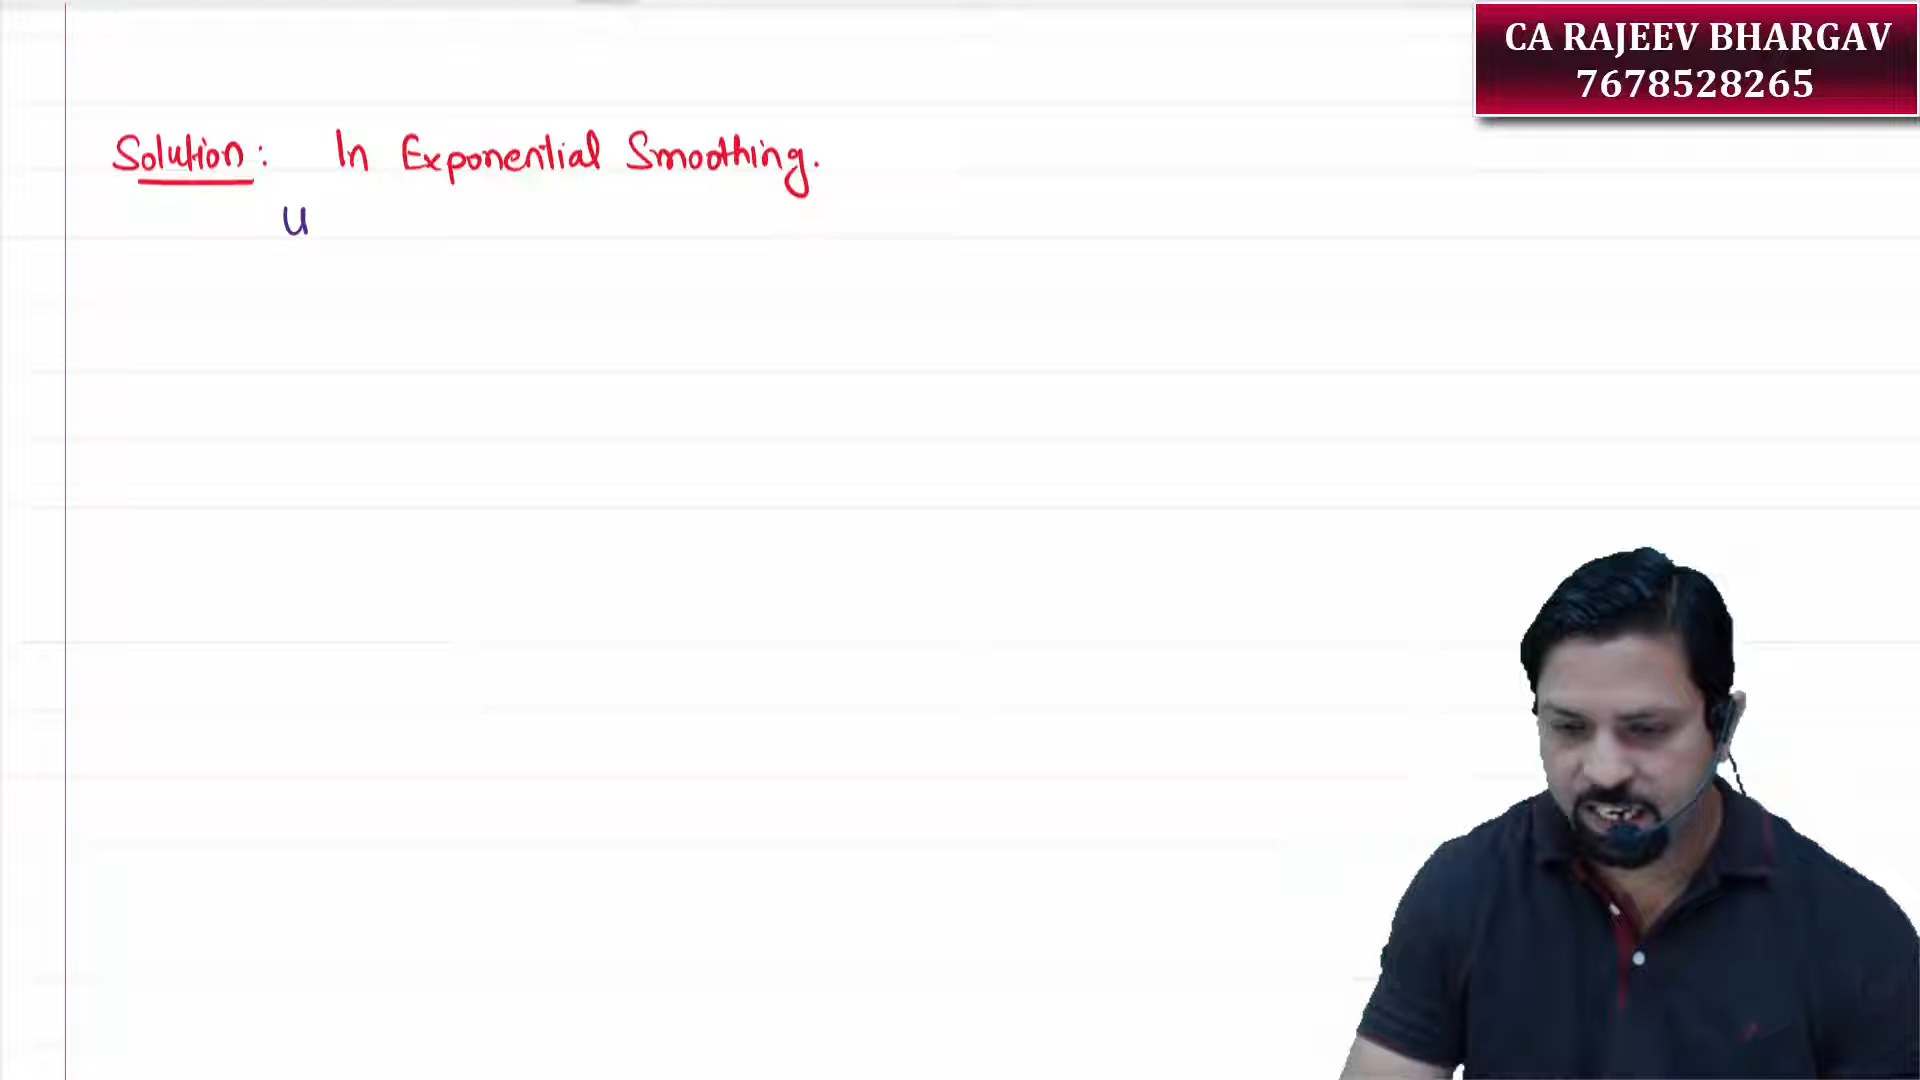 CA RAJEEV BHARGAV
7678528265
Solution: In Exponential Smoothing.
U